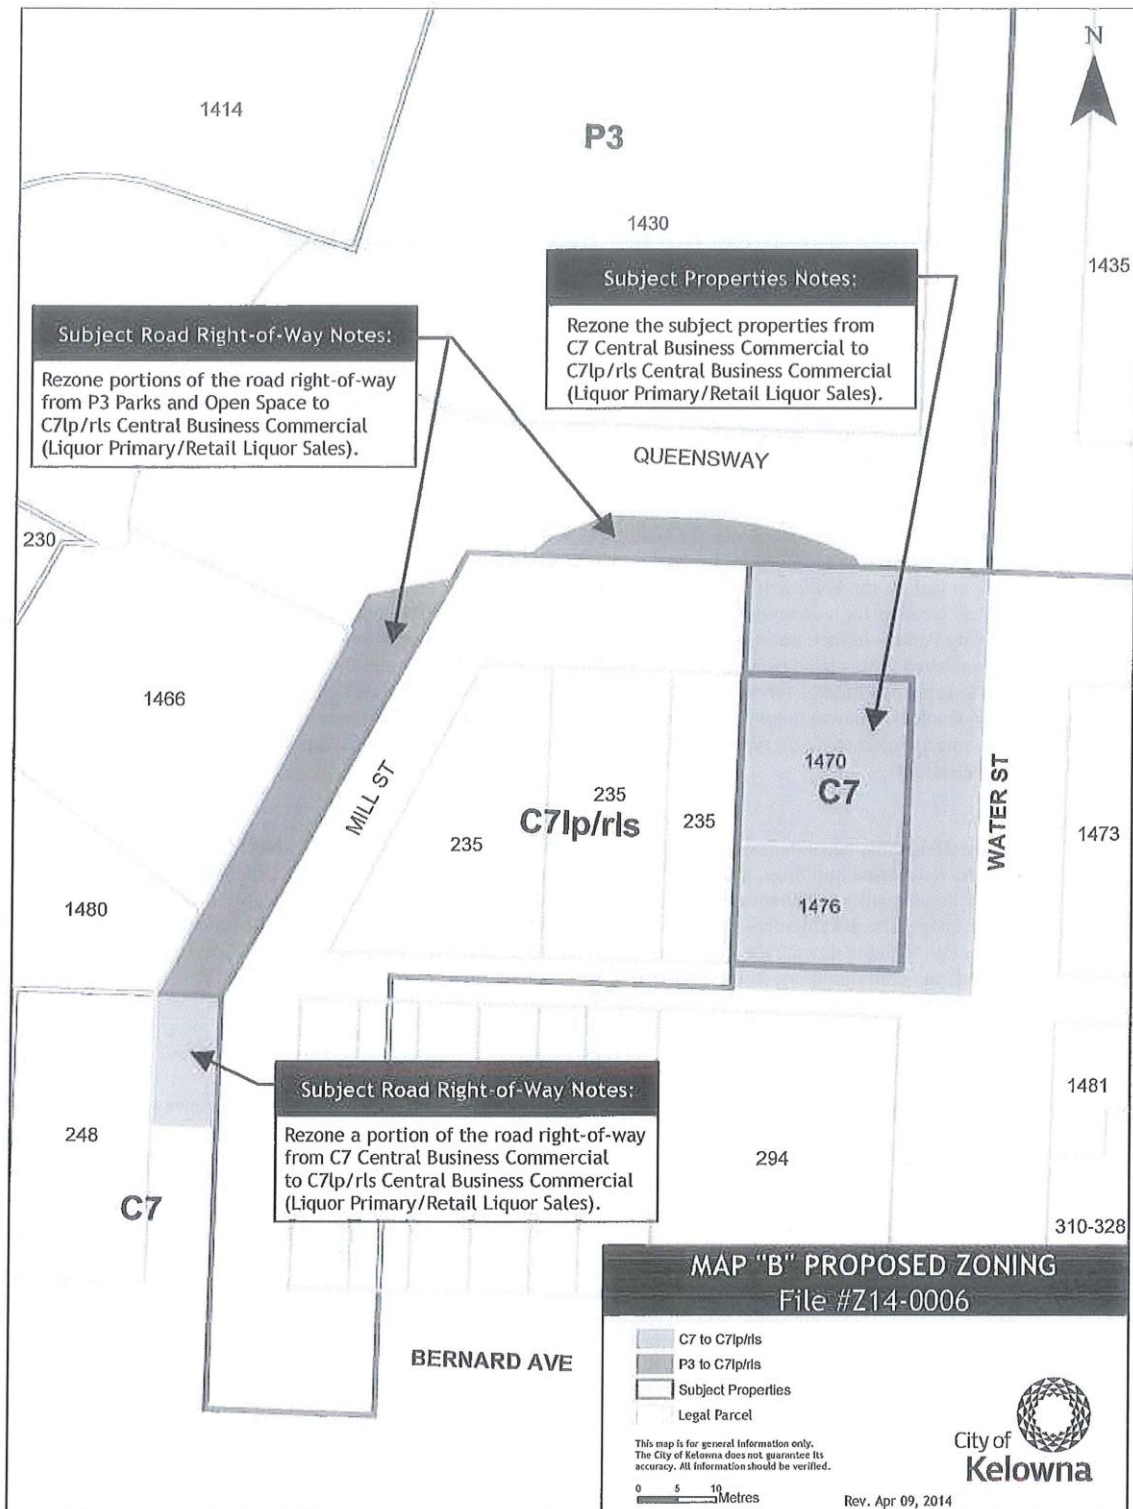 N
1414
P3
1430
1435
Subject Properties Notes:
Rezone the subject properties from
C7 Central Business Commercial to
C7lp/rls Central Business Commercial
(Liquor Primary/Retail Liquor Sales).
Subject Road Right-of-Way Notes:
Rezone portions of the road right-of-way
from P3 Parks and Open Space to
C7lp/rls Central Business Commercial
(Liquor Primary/Retail Liquor Sales).
QUEENSWAY
230
1466
MILL ST
235
C7lp/rls
235
235
1470
C7
1476
WATER ST
1473
1480
248
C7
Subject Road Right-of-Way Notes:
Rezone a portion of the road right-of-way
from C7 Central Business Commercial
to C7lp/rls Central Business Commercial
(Liquor Primary/Retail Liquor Sales).
294
1481
310-328
BERNARD AVE
MAP "B" PROPOSED ZONING
File #Z14-0006
C7 to C7lp/rls
P3 to C7lp/rls
Subject Properties
Legal Parcel
This map is for general information only.
The City of Kelowna does not guarantee its
accuracy. All information should be verified.
0 5 10
Metres
Rev. Apr 09, 2014
City of
Kelowna